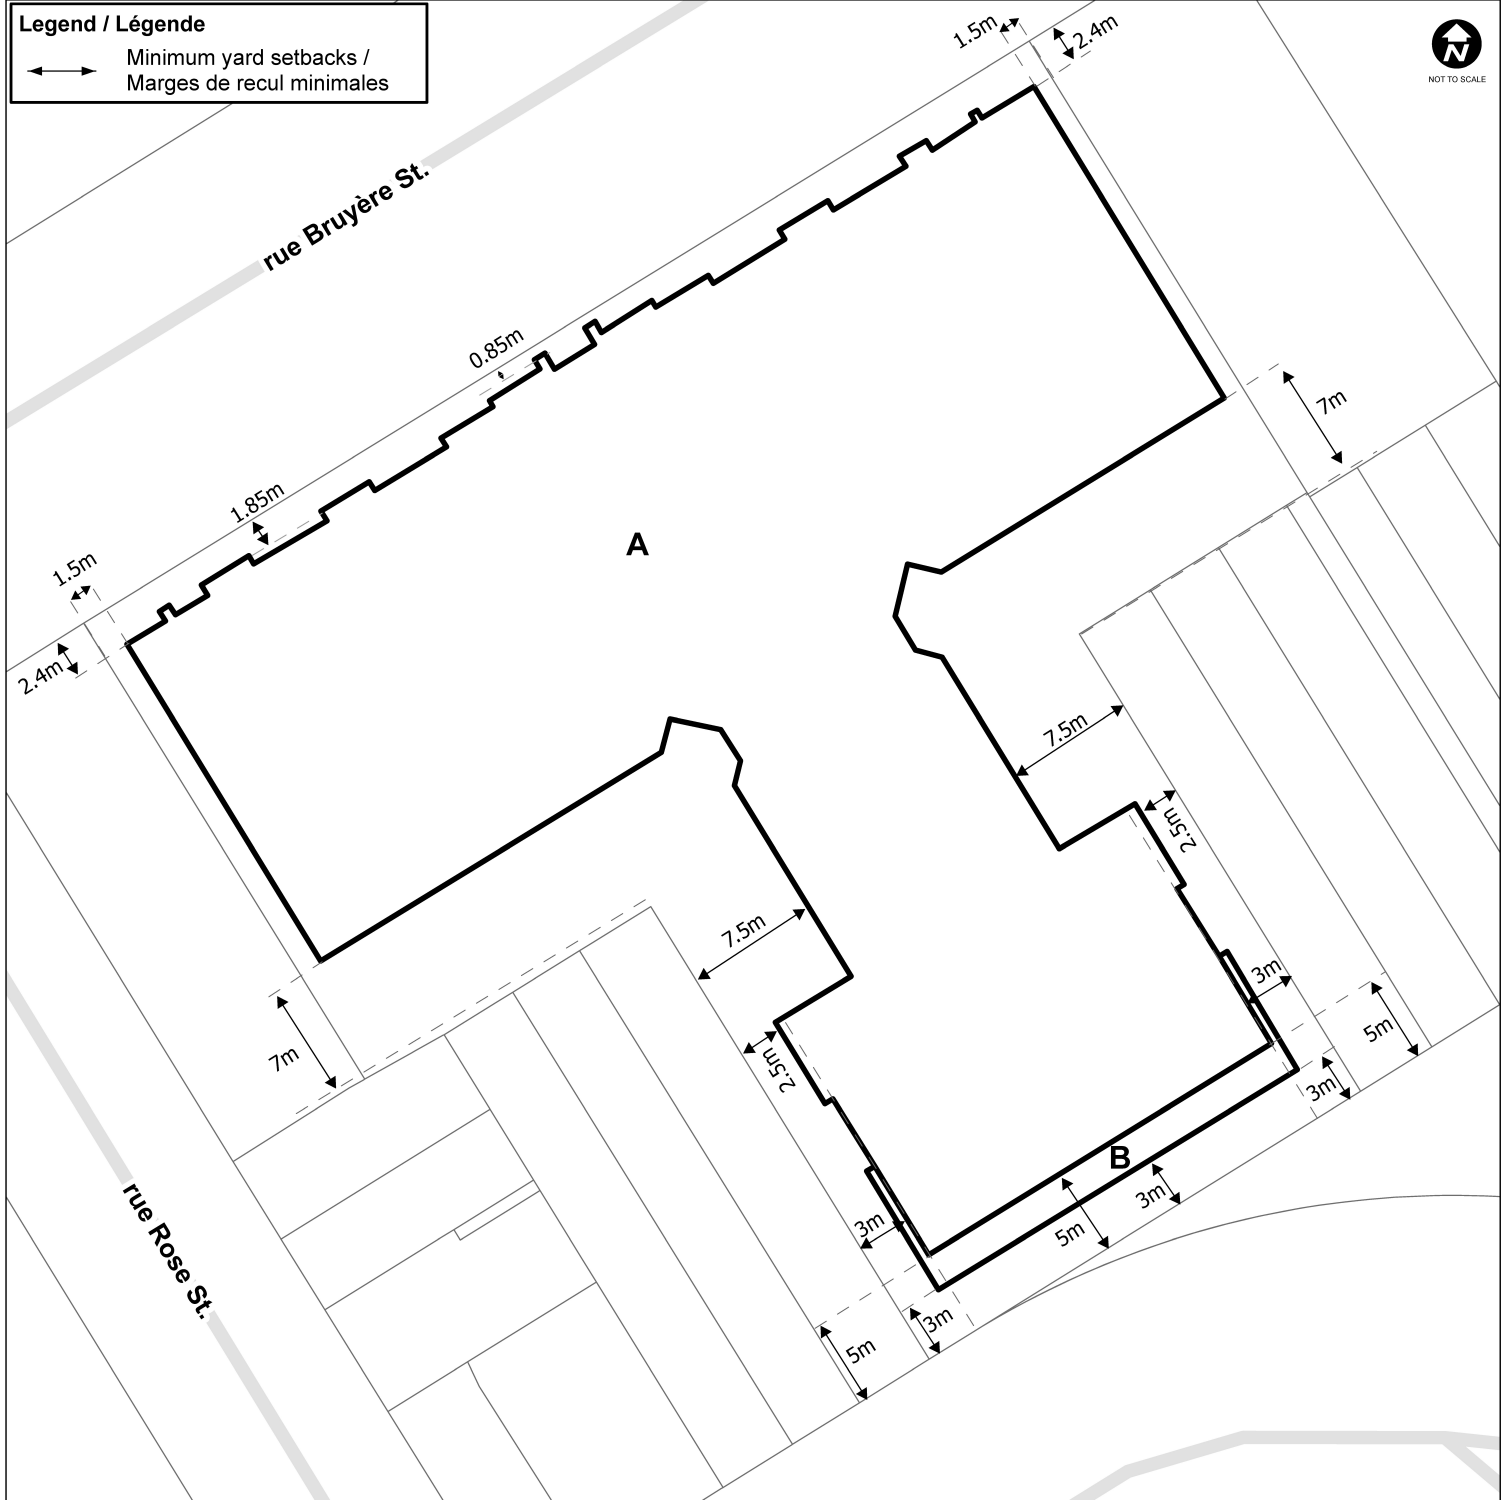 Legend / Légende
Minimum yard setbacks /
Marges de recul minimales
1.5m
2.4m
N
NOT TO SCALE
rue Bruyère St.
0.85m
7m
1.85m
A
1.5m
2.4m
7.5m
2.5m
7.5m
3m
5m
7m
2.5m
3m
B
3m
3m
5m
rue Rose St.
3m
5m